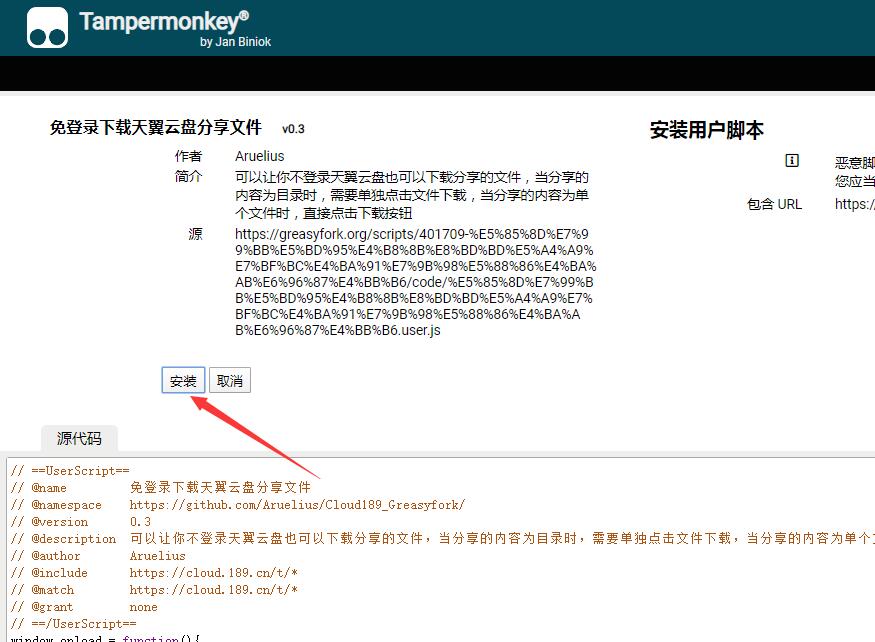 Tampermonkey®
by Jan Biniok
免登录下载天翼云盘分享文件 v0.3
安装用户脚本
作者 Aruelius
简介 可以让你不登录天翼云盘也可以下载分享的文件，当分享的
内容为目录时，需要单独点击文件下载，当分享的内容为单
个文件时，直接点击下载按钮
恶意脚
您应当
包含 URL https:/
源 https://greasyfork.org/scripts/401709-%E5%85%8D%E7%9
9%BB%E5%BD%95%E4%B8%8B%E8%BD%BD%E5%A4%A9%
E7%BF%BC%E4%BA%91%E7%9B%98%E5%88%86%E4%BA%
AB%E6%96%87%E4%BB%B6/code/%E5%85%8D%E7%99%B
B%E5%BD%95%E4%B8%8B%E8%BD%BD%E5%A4%A9%E7%
BF%BC%E4%BA%91%E7%9B%98%E5%88%86%E4%BA%A
B%E6%96%87%E4%BB%B6.user.js
安装 取消
源代码
// ==UserScript==
// @name 免登录下载天翼云盘分享文件
// @namespace https://github.com/Aruelius/Cloud189_Greasyfork/
// @version 0.3
// @description 可以让你不登录天翼云盘也可以下载分享的文件，当分享的内容为目录时，需要单独点击文件下载，当分享的内容为单个
// @author Aruelius
// @include https://cloud.189.cn/t/*
// @match https://cloud.189.cn/t/*
// @grant none
// ==/UserScript==
window.onload = function(){